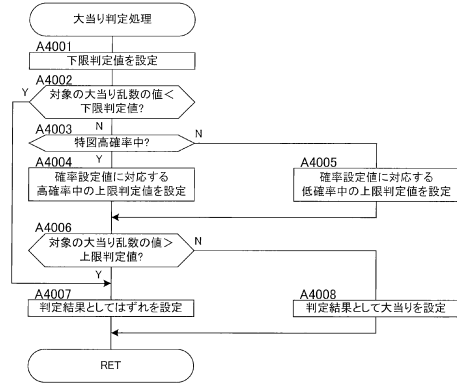 大当り判定処理
A4001
下限判定値を設定
A4002
Y
対象の大当り乱数の値＜
下限判定値?
N
A4003
特図高確率中?
N
Y
A4004
確率設定値に対応する
高確率中の上限判定値を設定
A4005
確率設定値に対応する
低確率中の上限判定値を設定
A4006
対象の大当り乱数の値＞
上限判定値?
N
Y
A4007
判定結果としてはずれを設定
A4008
判定結果として大当りを設定
RET